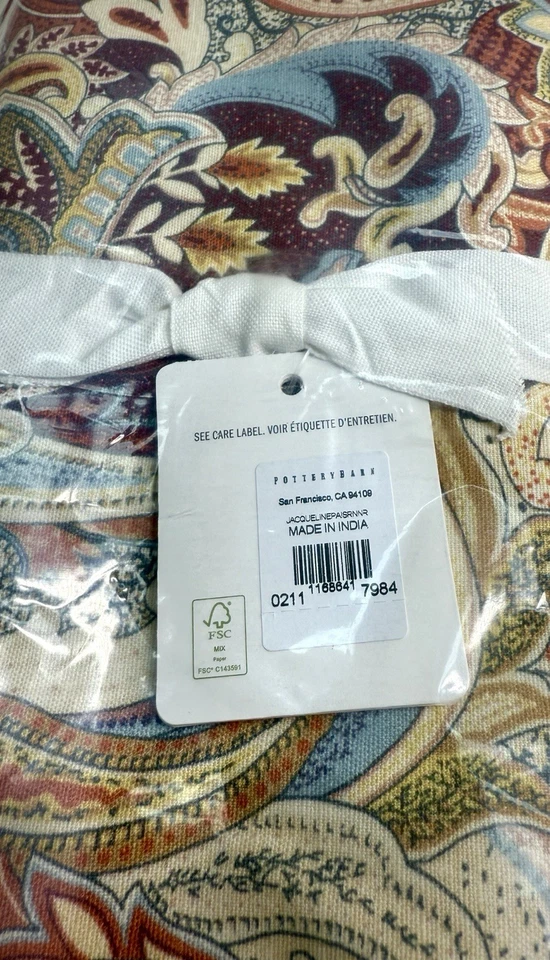 SEE CARE LABEL. VOIR ÉTIQUETTE D'ENTRETIEN.
POTTERYBARN
San Francisco, CA 94109
JACQUELINEPAISRNNR
MADE IN INDIA
0211 1168641 7984
FSC
MIX
Paper
FSC® C143591